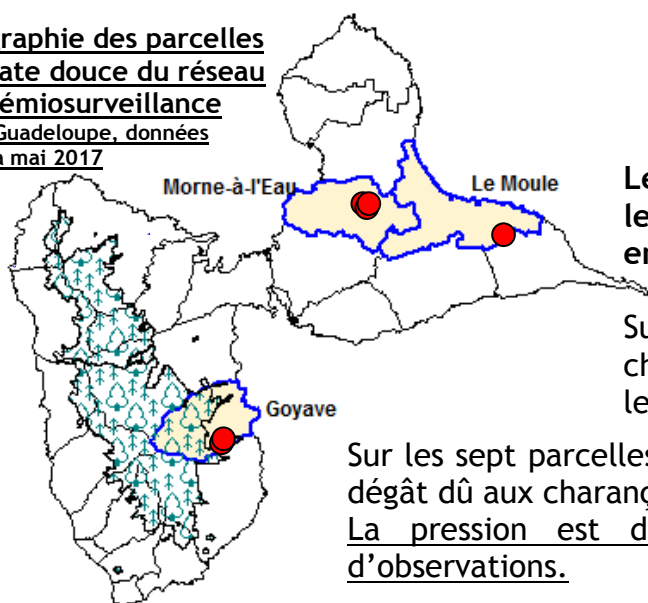 raphie des parcelles
ate douce du réseau
émiosurveillance
Guadeloupe, données
mai 2017
Morne-à-l'Eau
Le Moule
Goyave
Le
le
en
Su
ch
le
Sur les sept parcelles
dégât dû aux charanç
La pression est d
d'observations.